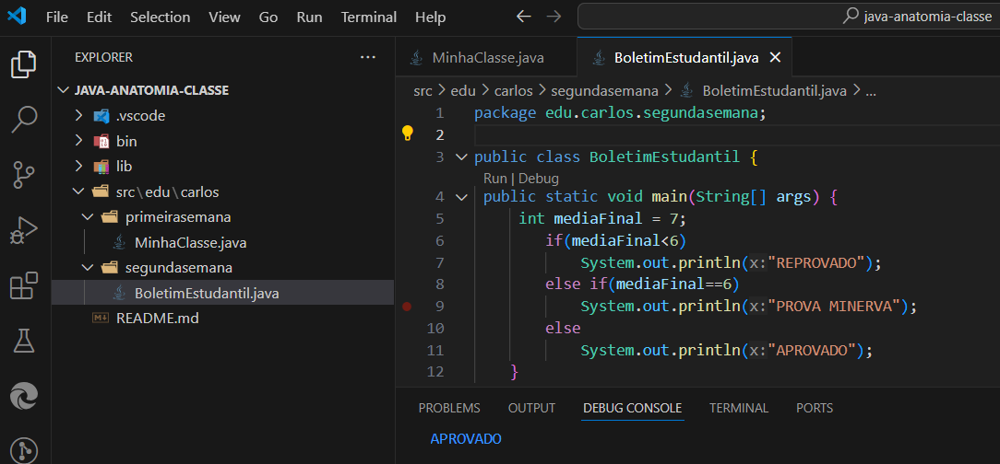 File Edit Selection View Go Run Terminal Help java-anatomia-classe
EXPLORER
JAVA-ANATOMIA-CLASSE
.vscode
bin
lib
src\edu\carlos
primeirasemana
MinhaClasse.java
segundasemana
BoletimEstudantil.java
README.md
MinhaClasse.java BoletimEstudantil.java
src > edu > carlos > segundasemana > BoletimEstudantil.java > ...
1 package edu.carlos.segundasemana;
2
3 public class BoletimEstudantil {
Run | Debug
4 public static void main(String[] args) {
5 int mediaFinal = 7;
6 if(mediaFinal<6)
7 System.out.println(x:"REPROVADO");
8 else if(mediaFinal==6)
9 System.out.println(x:"PROVA MINERVA");
10 else
11 System.out.println(x:"APROVADO");
12 }
PROBLEMS OUTPUT DEBUG CONSOLE TERMINAL PORTS
APROVADO